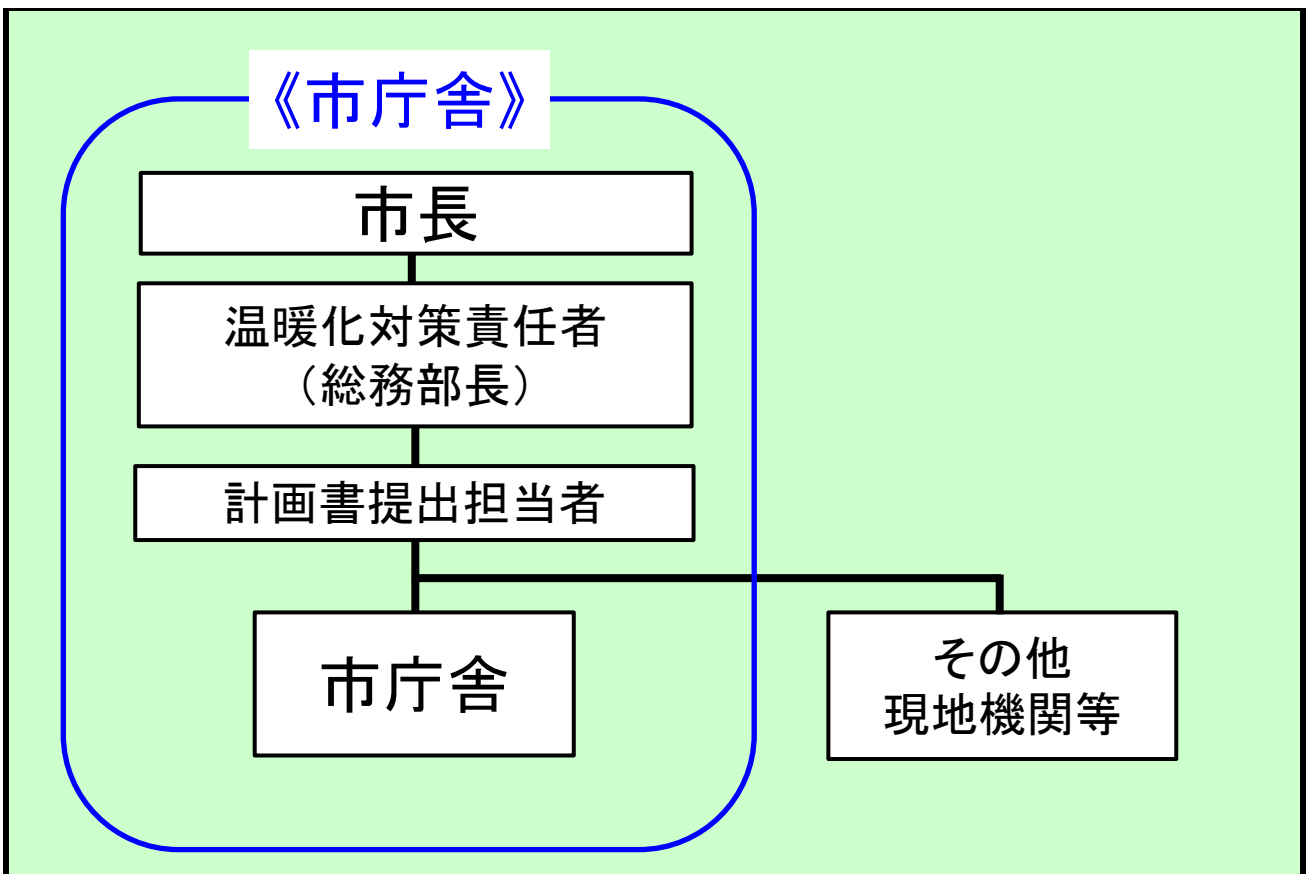 《市庁舎》
市長
温暖化対策責任者
（総務部長）
計画書提出担当者
市庁舎
その他
現地機関等